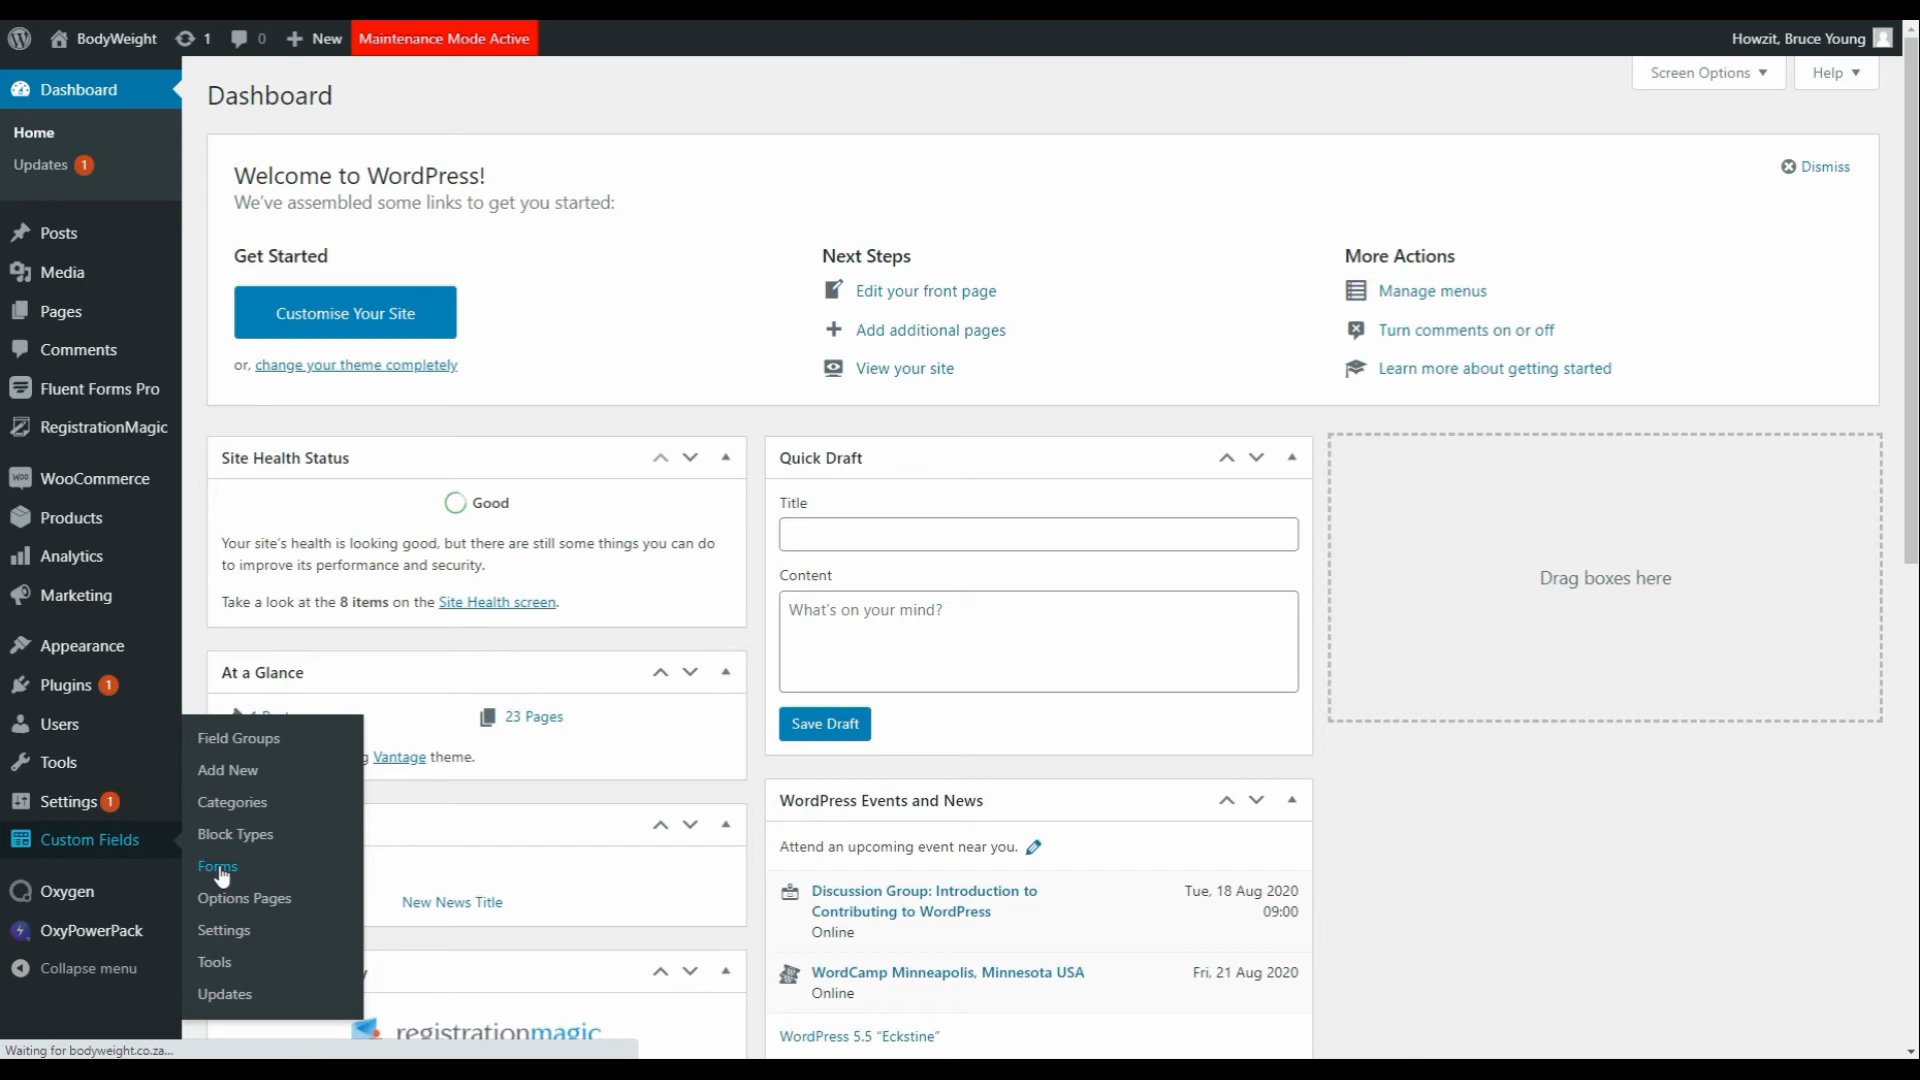 BodyWeight
1
0
New
Maintenance Mode Active
Howzit, Bruce Young
Dashboard
Home
Updates 1
Posts
Media
Pages
Comments
Fluent Forms Pro
RegistrationMagic
WooCommerce
Products
Analytics
Marketing
Appearance
Plugins 1
Users
Tools
Settings 1
Custom Fields
Oxygen
OxyPowerPack
Collapse menu
Field Groups
Add New
Categories
Block Types
Forms
Options Pages
Settings
Tools
Updates
Screen Options
Help
Dashboard
Welcome to WordPress!
We've assembled some links to get you started:
Dismiss
Get Started
Customise Your Site
or, change your theme completely
Next Steps
Edit your front page
Add additional pages
View your site
More Actions
Manage menus
Turn comments on or off
Learn more about getting started
Site Health Status
Good
Your site's health is looking good, but there are still some things you can do
to improve its performance and security.
Take a look at the 8 items on the Site Health screen.
At a Glance
23 Pages
Vantage theme.
New News Title
registrationmagic
Quick Draft
Title
Content
What's on your mind?
Save Draft
WordPress Events and News
Attend an upcoming event near you.
Discussion Group: Introduction to
Contributing to WordPress
Online
Tue, 18 Aug 2020
09:00
WordCamp Minneapolis, Minnesota USA
Online
Fri, 21 Aug 2020
WordPress 5.5 "Eckstine"
Drag boxes here
Waiting for bodyweight.co.za...